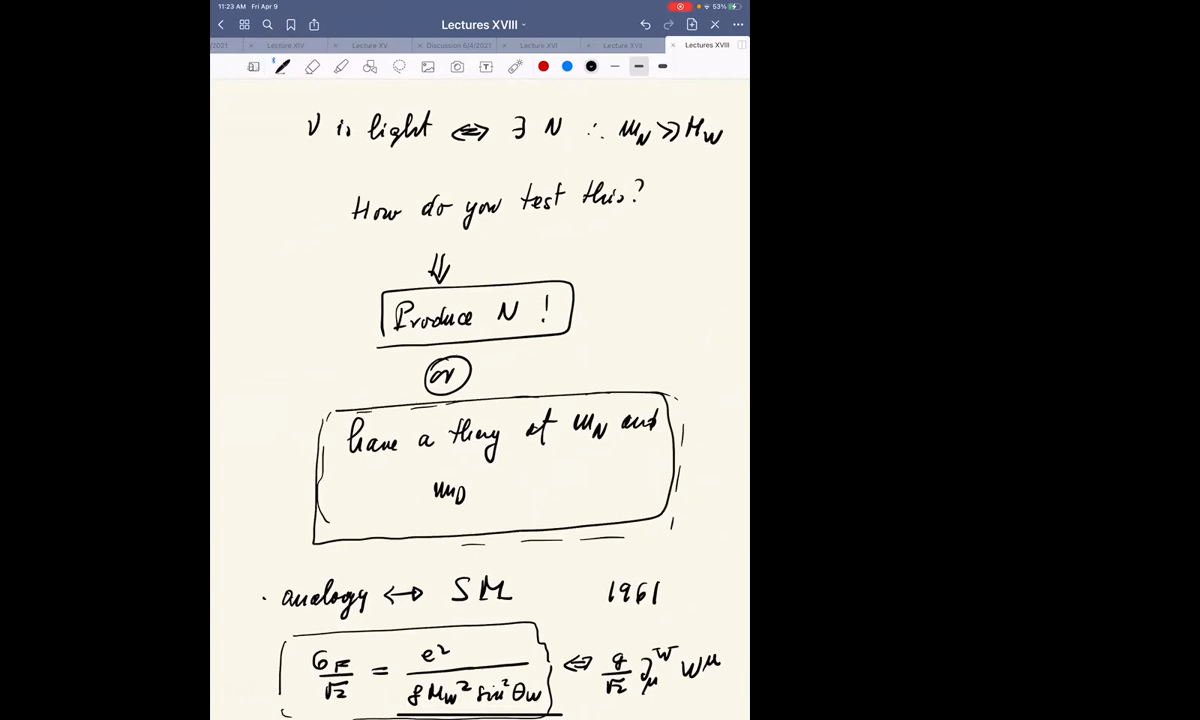 11:23 AM Fri Apr 9
53%
Lectures XVIII
/2021
Lecture XIV
Lecture XV
Discussion 6/4/2021
Lecture XVI
Lecture XVII
Lectures XVIII
ν is light ⇔ ∃ N ∴ m_N ≫ M_W
How do you test this?
⇓
Produce N !
or
have a theory of m_N and
m_D
· analogy ↔ SM 1961
G_F/√2 = e²/(8 M_W² sin²θ_W) ⇔ g/√2 J_μ^W W^μ